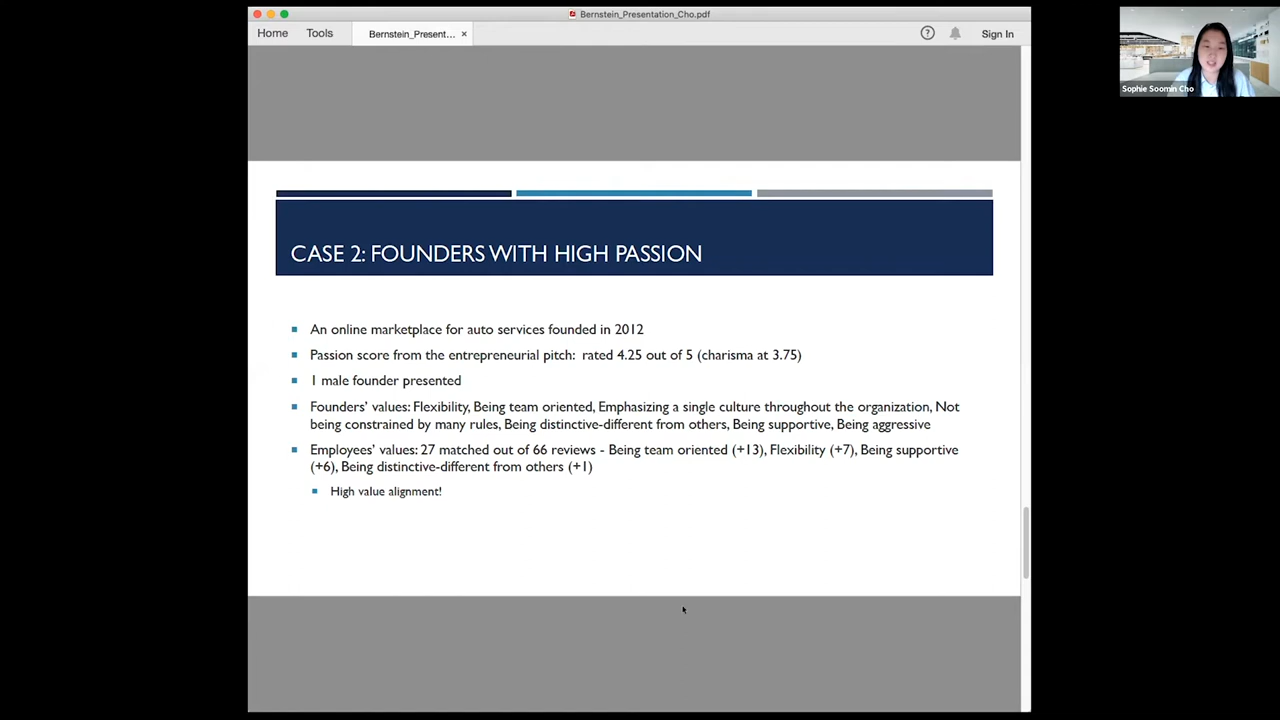 Bernstein_Presentation_Cho.pdf
Home Tools Bernstein_Present... × ? Sign In
Sophie Soomin Cho
CASE 2: FOUNDERS WITH HIGH PASSION
An online marketplace for auto services founded in 2012
Passion score from the entrepreneurial pitch: rated 4.25 out of 5 (charisma at 3.75)
1 male founder presented
Founders' values: Flexibility, Being team oriented, Emphasizing a single culture throughout the organization, Not
being constrained by many rules, Being distinctive-different from others, Being supportive, Being aggressive
Employees' values: 27 matched out of 66 reviews - Being team oriented (+13), Flexibility (+7), Being supportive
(+6), Being distinctive-different from others (+1)
High value alignment!